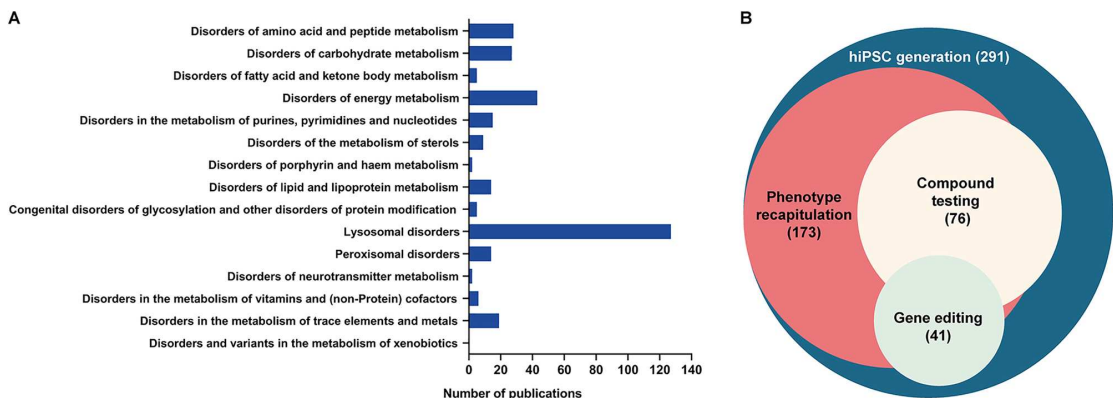 A
Disorders of amino acid and peptide metabolism
Disorders of carbohydrate metabolism
Disorders of fatty acid and ketone body metabolism
Disorders of energy metabolism
Disorders in the metabolism of purines, pyrimidines and nucleotides
Disorders of the metabolism of sterols
Disorders of porphyrin and haem metabolism
Disorders of lipid and lipoprotein metabolism
Congenital disorders of glycosylation and other disorders of protein modification
Lysosomal disorders
Peroxisomal disorders
Disorders of neurotransmitter metabolism
Disorders in the metabolism of vitamins and (non-Protein) cofactors
Disorders in the metabolism of trace elements and metals
Disorders and variants in the metabolism of xenobiotics
0 20 40 60 80 100 120 140
Number of publications
B
hiPSC generation (291)
Phenotype
recapitulation
(173)
Compound
testing
(76)
Gene editing
(41)